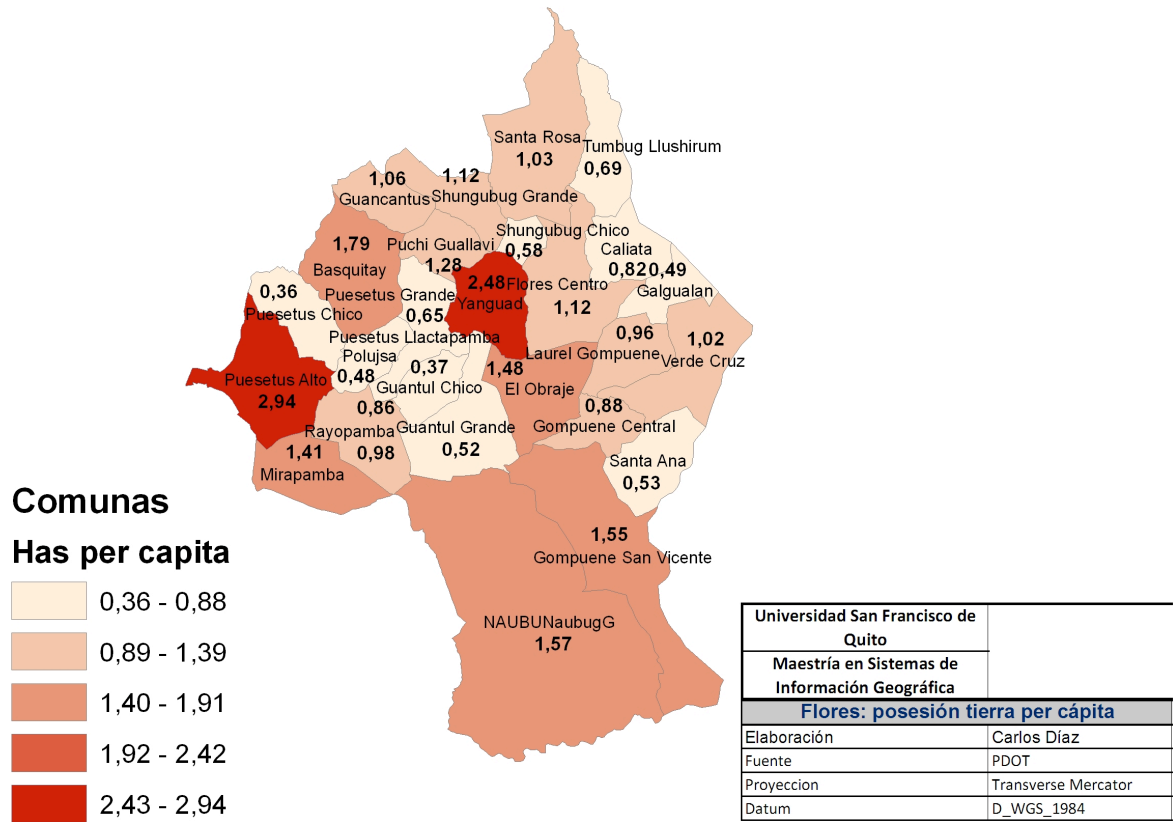 Santa Rosa
1,03
Tumbug Llushirum
0,69
1,06
Guancantus
1,12
Shungubug Grande
Shungubug Chico
0,58
Caliata
0,82
0,49
Galgualan
1,79
Basquitay
Puchi Guallavi
1,28
2,48
Yanguad
Flores Centro
1,12
0,36
Puesetus Chico
Puesetus Grande
0,65
Puesetus Llactapamba
Polujsa
0,48
0,37
Guantul Chico
Laurel Gompuene
0,96
1,02
Verde Cruz
1,48
El Obraje
Puesetus Alto
2,94
0,86
Rayopamba
0,98
Guantul Grande
0,52
0,88
Gompuene Central
1,41
Mirapamba
Santa Ana
0,53
1,55
Gompuene San Vicente
NAUBUNaubugG
1,57
Comunas
Has per capita
0,36 - 0,88
0,89 - 1,39
1,40 - 1,91
1,92 - 2,42
2,43 - 2,94
Universidad San Francisco de
Quito
Maestría en Sistemas de
Información Geográfica
Flores: posesión tierra per cápita
Elaboración Carlos Díaz
Fuente PDOT
Proyeccion Transverse Mercator
Datum D_WGS_1984